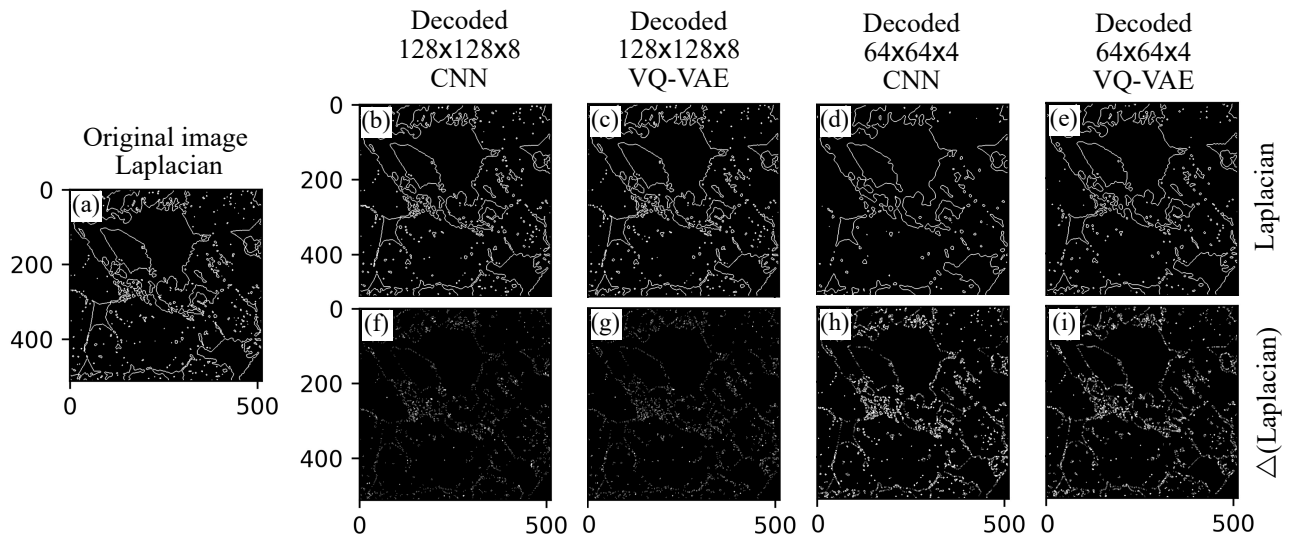 Decoded
128x128x8
CNN
Decoded
128x128x8
VQ-VAE
Decoded
64x64x4
CNN
Decoded
64x64x4
VQ-VAE
Original image
Laplacian
(a)
0
200
400
0
500
(b)
(c)
(d)
(e)
0
200
400
Laplacian
(f)
(g)
(h)
(i)
0
200
400
0
500
0
500
0
500
0
500
△(Laplacian)